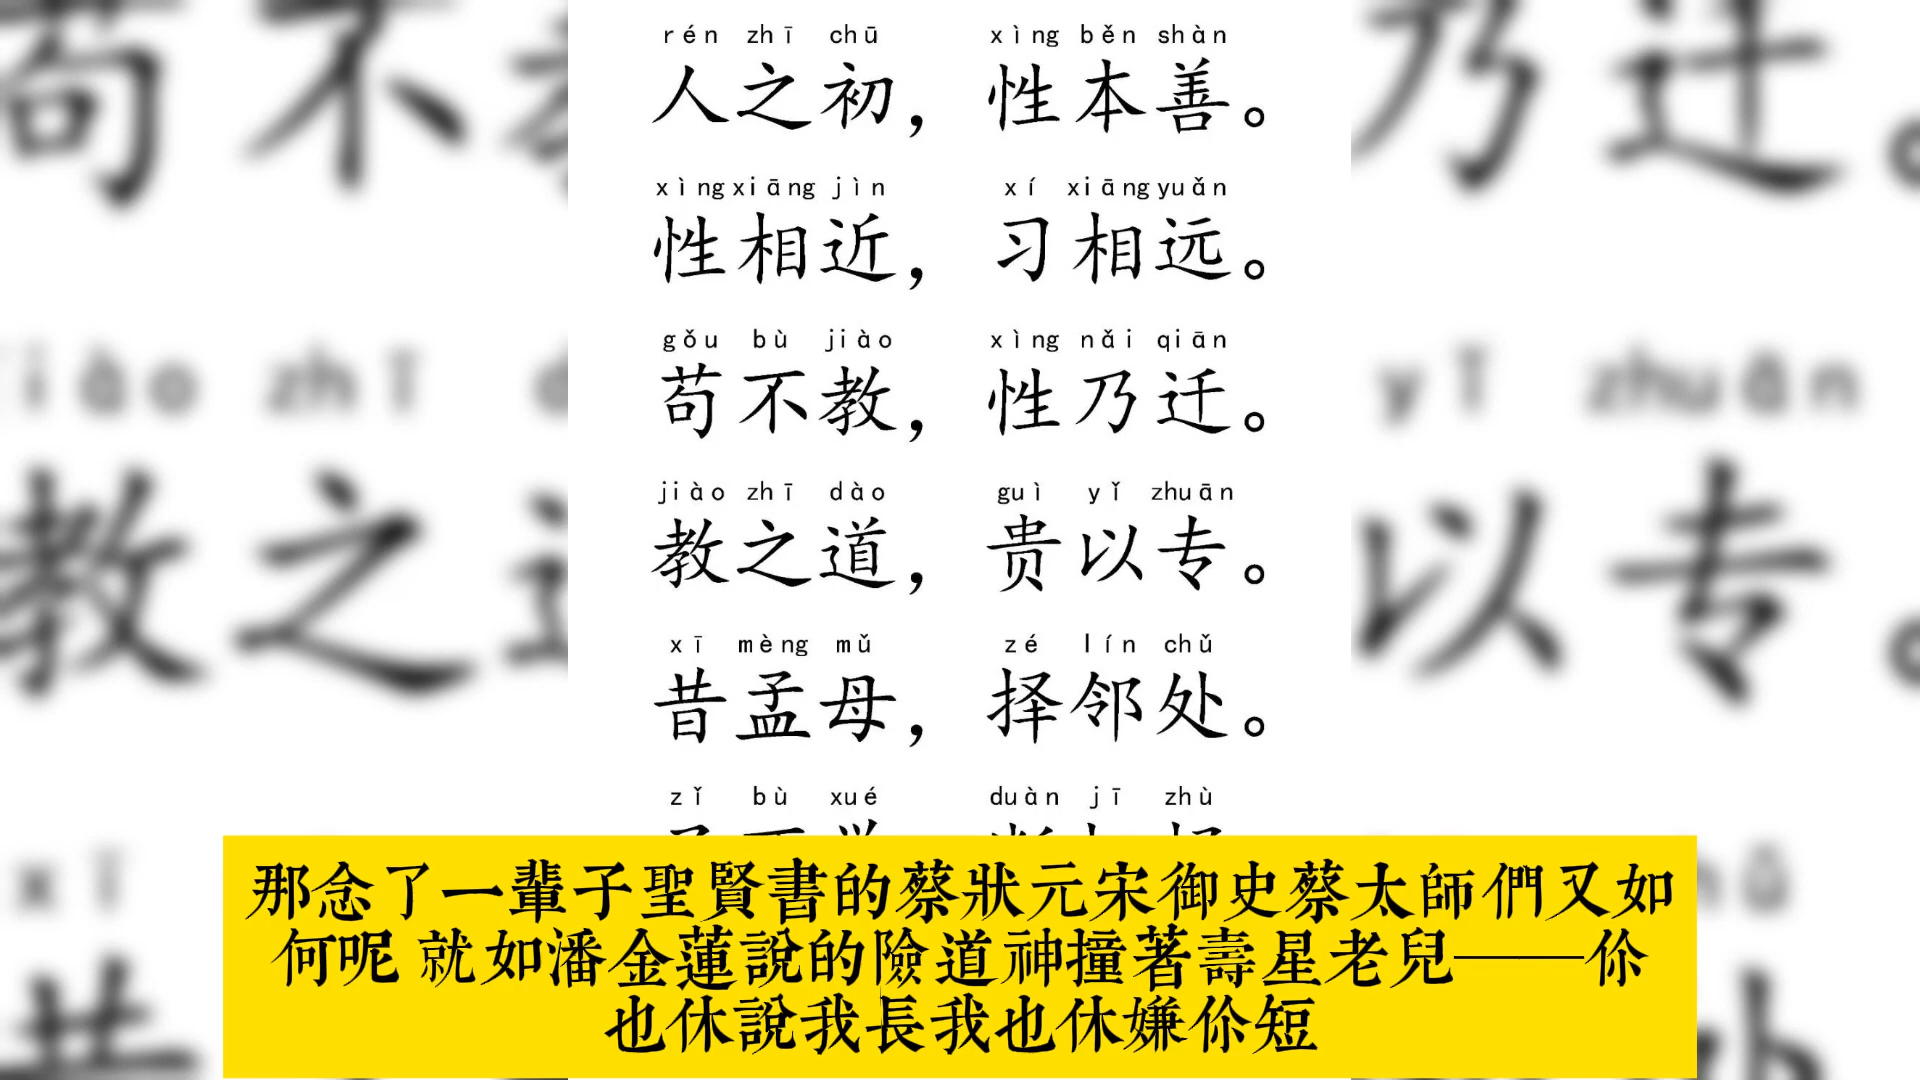 rén zhī chū xìng běn shàn
人之初，性本善。
xìng xiāng jìn xí xiāng yuǎn
性相近，习相远。
gǒu bù jiào xìng nǎi qiān
苟不教，性乃迁。
jiào zhī dào guì yǐ zhuān
教之道，贵以专。
xī mèng mǔ zé lín chǔ
昔孟母，择邻处。
zǐ bù xué duàn jī zhù
那念了一輩子聖賢書的蔡狀元宋御史蔡太師們又如
何呢 就如潘金蓮說的險道神撞著壽星老兒——你
也休說我長我也休嫌你短